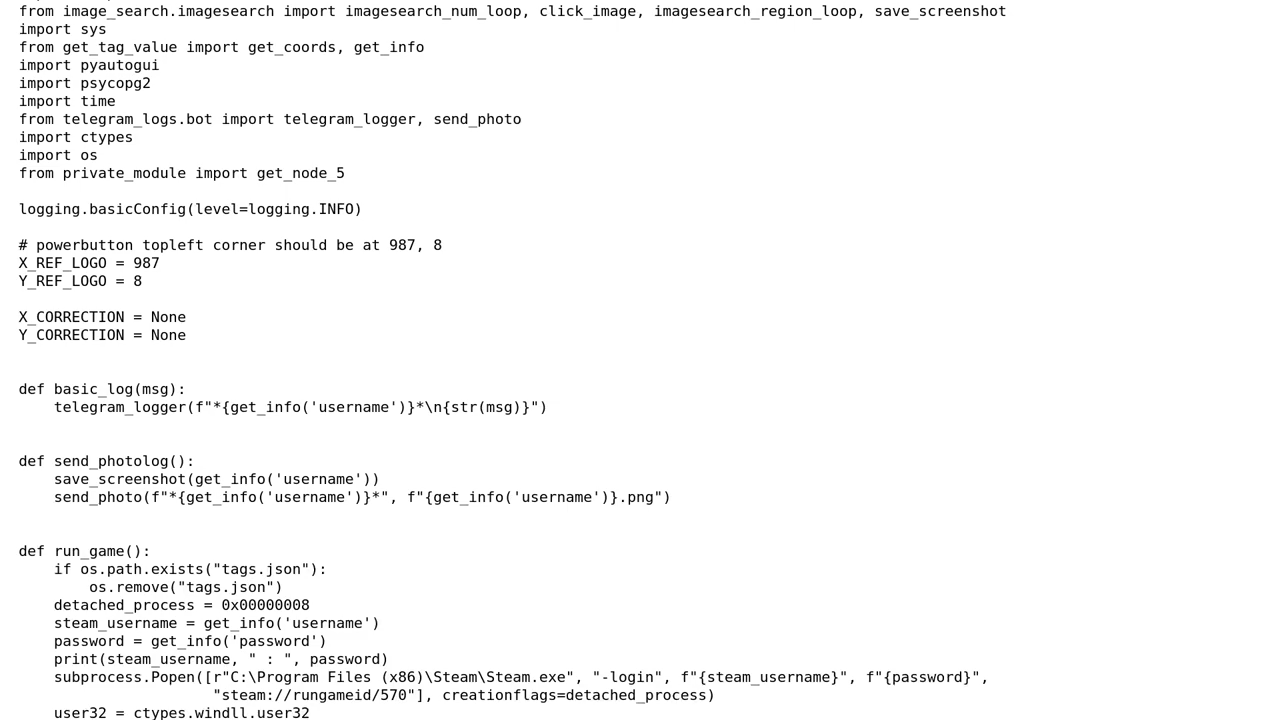 from image_search.imagesearch import imagesearch_num_loop, click_image, imagesearch_region_loop, save_screenshot
import sys
from get_tag_value import get_coords, get_info
import pyautogui
import psycopg2
import time
from telegram_logs.bot import telegram_logger, send_photo
import ctypes
import os
from private_module import get_node_5

logging.basicConfig(level=logging.INFO)

# powerbutton topleft corner should be at 987, 8
X_REF_LOGO = 987
Y_REF_LOGO = 8

X_CORRECTION = None
Y_CORRECTION = None


def basic_log(msg):
    telegram_logger(f"*{get_info('username')}*\n{str(msg)}")


def send_photolog():
    save_screenshot(get_info('username'))
    send_photo(f"*{get_info('username')}*", f"{get_info('username')}.png")


def run_game():
    if os.path.exists("tags.json"):
        os.remove("tags.json")
    detached_process = 0x00000008
    steam_username = get_info('username')
    password = get_info('password')
    print(steam_username, " : ", password)
    subprocess.Popen([r"C:\Program Files (x86)\Steam\Steam.exe", "-login", f"{steam_username}", f"{password}",
                      "steam://rungameid/570"], creationflags=detached_process)
    user32 = ctypes.windll.user32